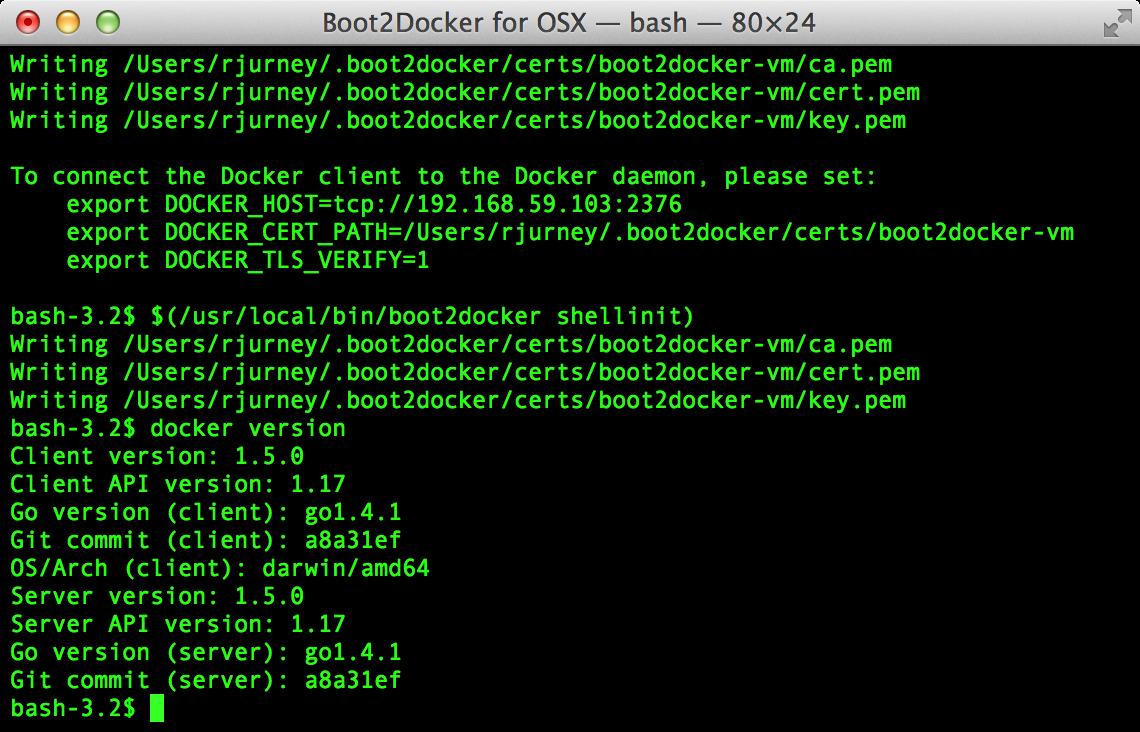 Boot2Docker for OSX — bash — 80×24
Writing /Users/rjurney/.boot2docker/certs/boot2docker-vm/ca.pem
Writing /Users/rjurney/.boot2docker/certs/boot2docker-vm/cert.pem
Writing /Users/rjurney/.boot2docker/certs/boot2docker-vm/key.pem
To connect the Docker client to the Docker daemon, please set:
    export DOCKER_HOST=tcp://192.168.59.103:2376
    export DOCKER_CERT_PATH=/Users/rjurney/.boot2docker/certs/boot2docker-vm
    export DOCKER_TLS_VERIFY=1
bash-3.2$ $(/usr/local/bin/boot2docker shellinit)
Writing /Users/rjurney/.boot2docker/certs/boot2docker-vm/ca.pem
Writing /Users/rjurney/.boot2docker/certs/boot2docker-vm/cert.pem
Writing /Users/rjurney/.boot2docker/certs/boot2docker-vm/key.pem
bash-3.2$ docker version
Client version: 1.5.0
Client API version: 1.17
Go version (client): go1.4.1
Git commit (client): a8a31ef
OS/Arch (client): darwin/amd64
Server version: 1.5.0
Server API version: 1.17
Go version (server): go1.4.1
Git commit (server): a8a31ef
bash-3.2$